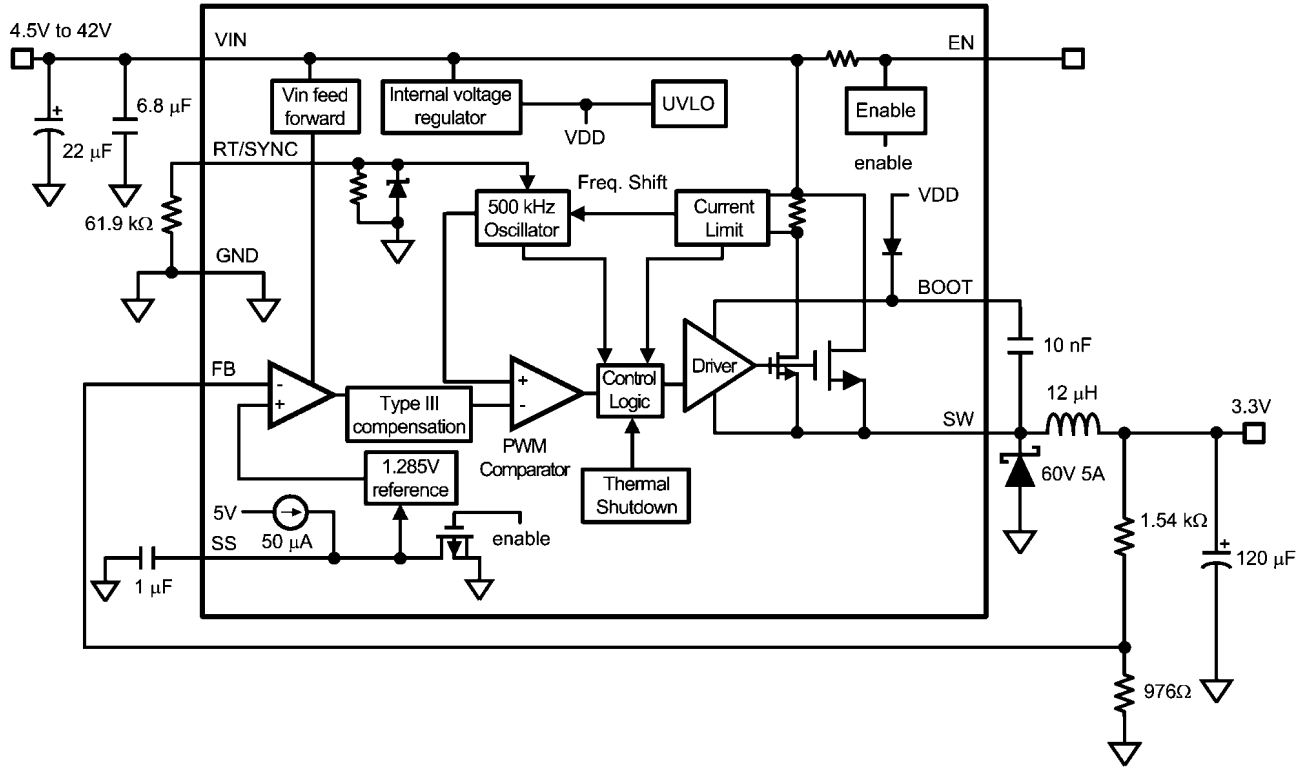 4.5V to 42V
VIN
EN
6.8 μF
22 μF
Vin feed
forward
Internal voltage
regulator
VDD
UVLO
Enable
enable
RT/SYNC
61.9 kΩ
GND
500 kHz
Oscillator
Freq. Shift
Current
Limit
VDD
BOOT
10 nF
FB
-
+
Type III
compensation
+
-
PWM
Comparator
Control
Logic
Driver
SW
12 μH
3.3V
60V 5A
1.285V
reference
Thermal
Shutdown
5V
50 μA
SS
enable
1 μF
1.54 kΩ
+
120 μF
976Ω
+